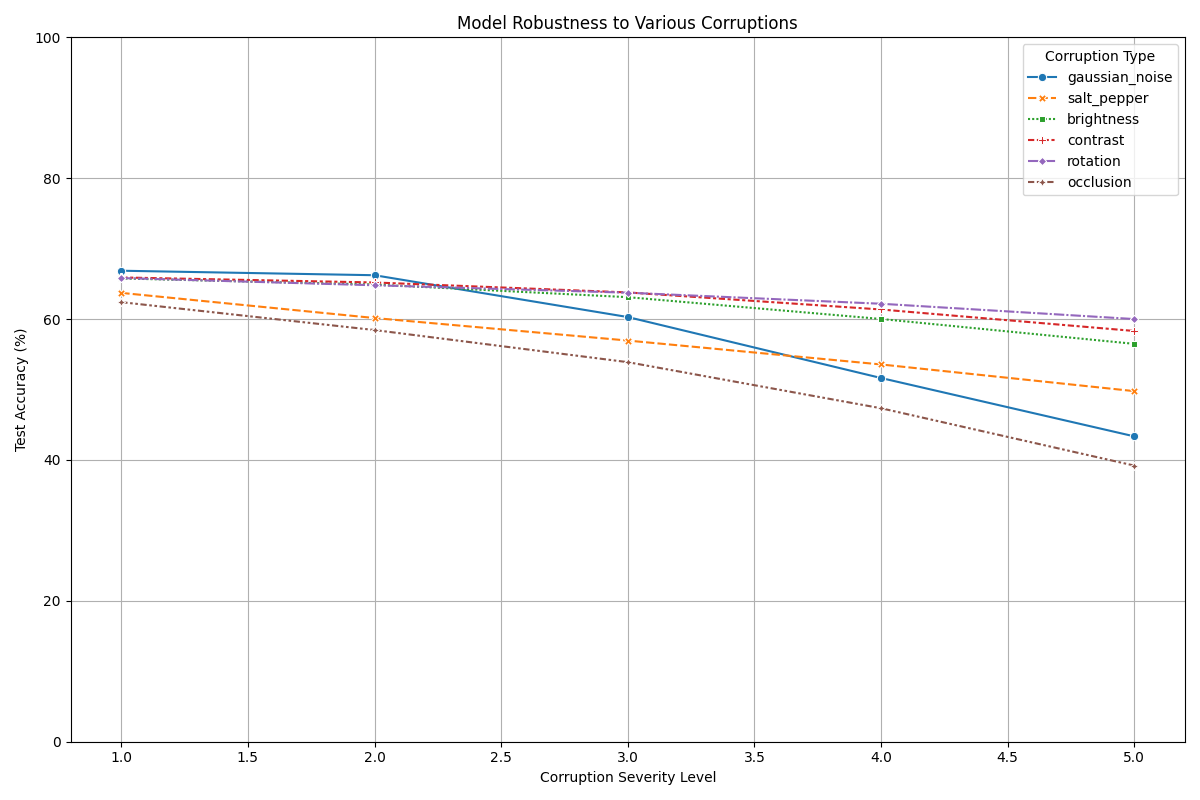 Model Robustness to Various Corruptions
100
80
60
40
20
0
Test Accuracy (%)
Corruption Type
gaussian_noise
salt_pepper
brightness
contrast
rotation
occlusion
1.0 1.5 2.0 2.5 3.0 3.5 4.0 4.5 5.0
Corruption Severity Level